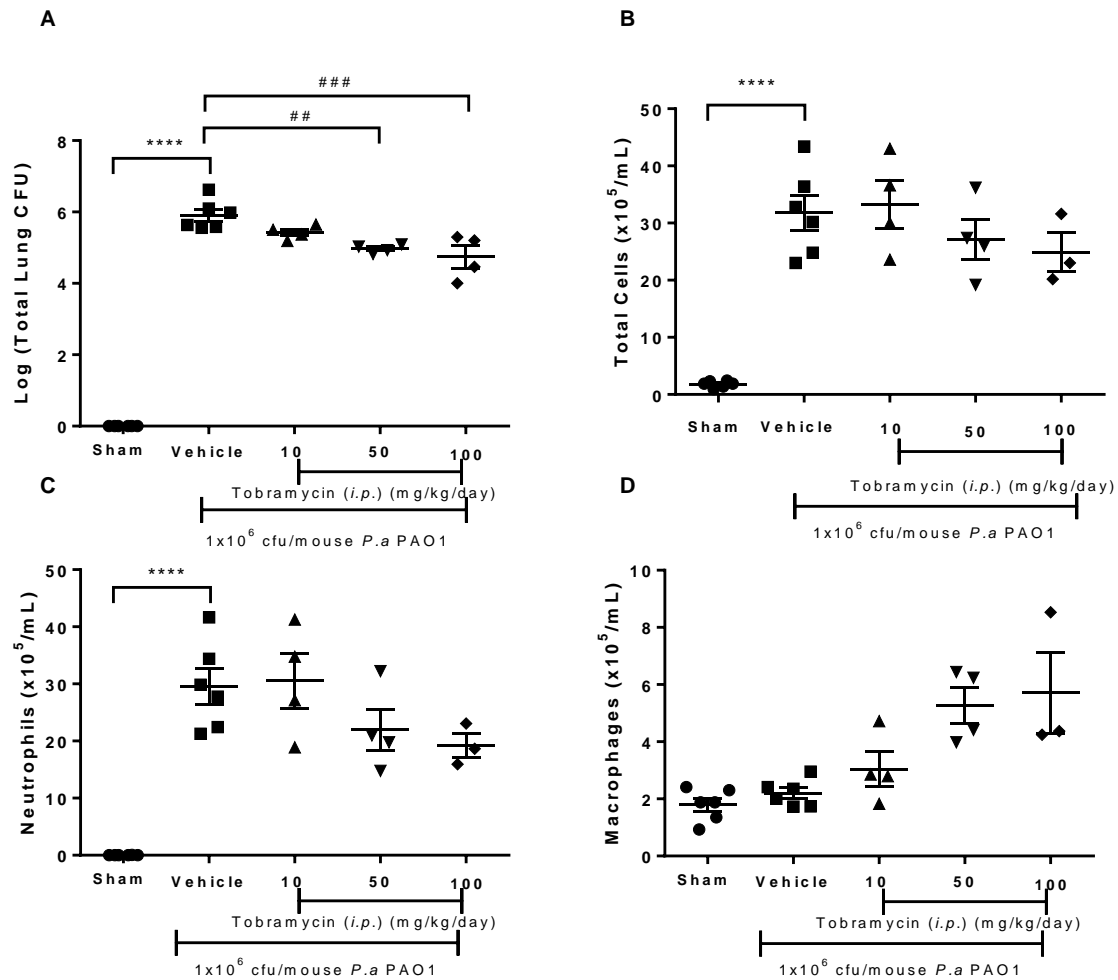 A
###
##
****
Log (Total Lung CFU)
8
6
4
2
0
Sham
Vehicle
10
50
100
Tobramycin (i.p.) (mg/kg/day)
1x10⁶ cfu/mouse P.a PAO1
B
****
Total Cells (x10⁵/mL)
50
40
30
20
10
0
Sham
Vehicle
10
50
100
Tobramycin (i.p.) (mg/kg/day)
1x10⁶ cfu/mouse P.a PAO1
C
****
Neutrophils (x10⁵/mL)
50
40
30
20
10
0
Sham
Vehicle
10
50
100
Tobramycin (i.p.) (mg/kg/day)
1x10⁶ cfu/mouse P.a PAO1
D
Macrophages (x10⁵/mL)
10
8
6
4
2
0
Sham
Vehicle
10
50
100
Tobramycin (i.p.) (mg/kg/day)
1x10⁶ cfu/mouse P.a PAO1